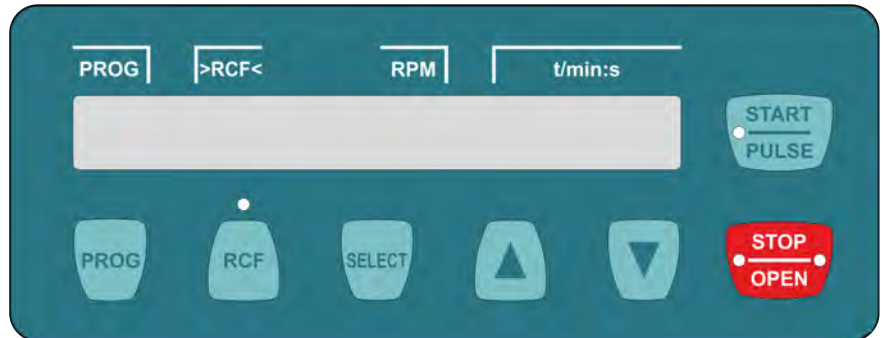 PROG >RCF< RPM t/min:s
START
PULSE
PROG RCF SELECT
STOP
OPEN